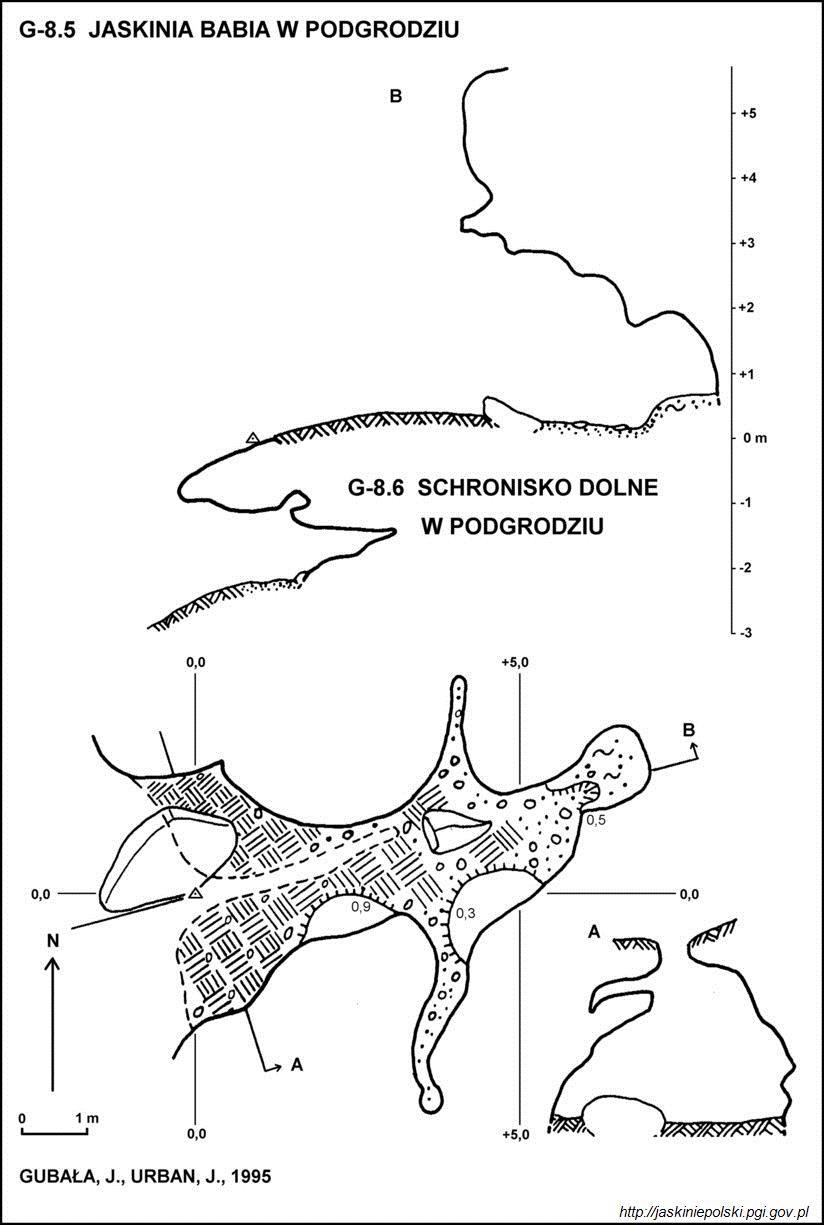 G-8.5 JASKINIA BABIA W PODGRODZIU
B
+5
+4
+3
+2
+1
0 m
-1
-2
-3
G-8.6 SCHRONISKO DOLNE
W PODGRODZIU
0,0
+5,0
B
0,5
0,0
0,0
0,9
0,3
N
A
A
0 1 m
0,0
+5,0
GUBAŁA, J., URBAN, J., 1995
http://jaskiniepolski.pgi.gov.pl